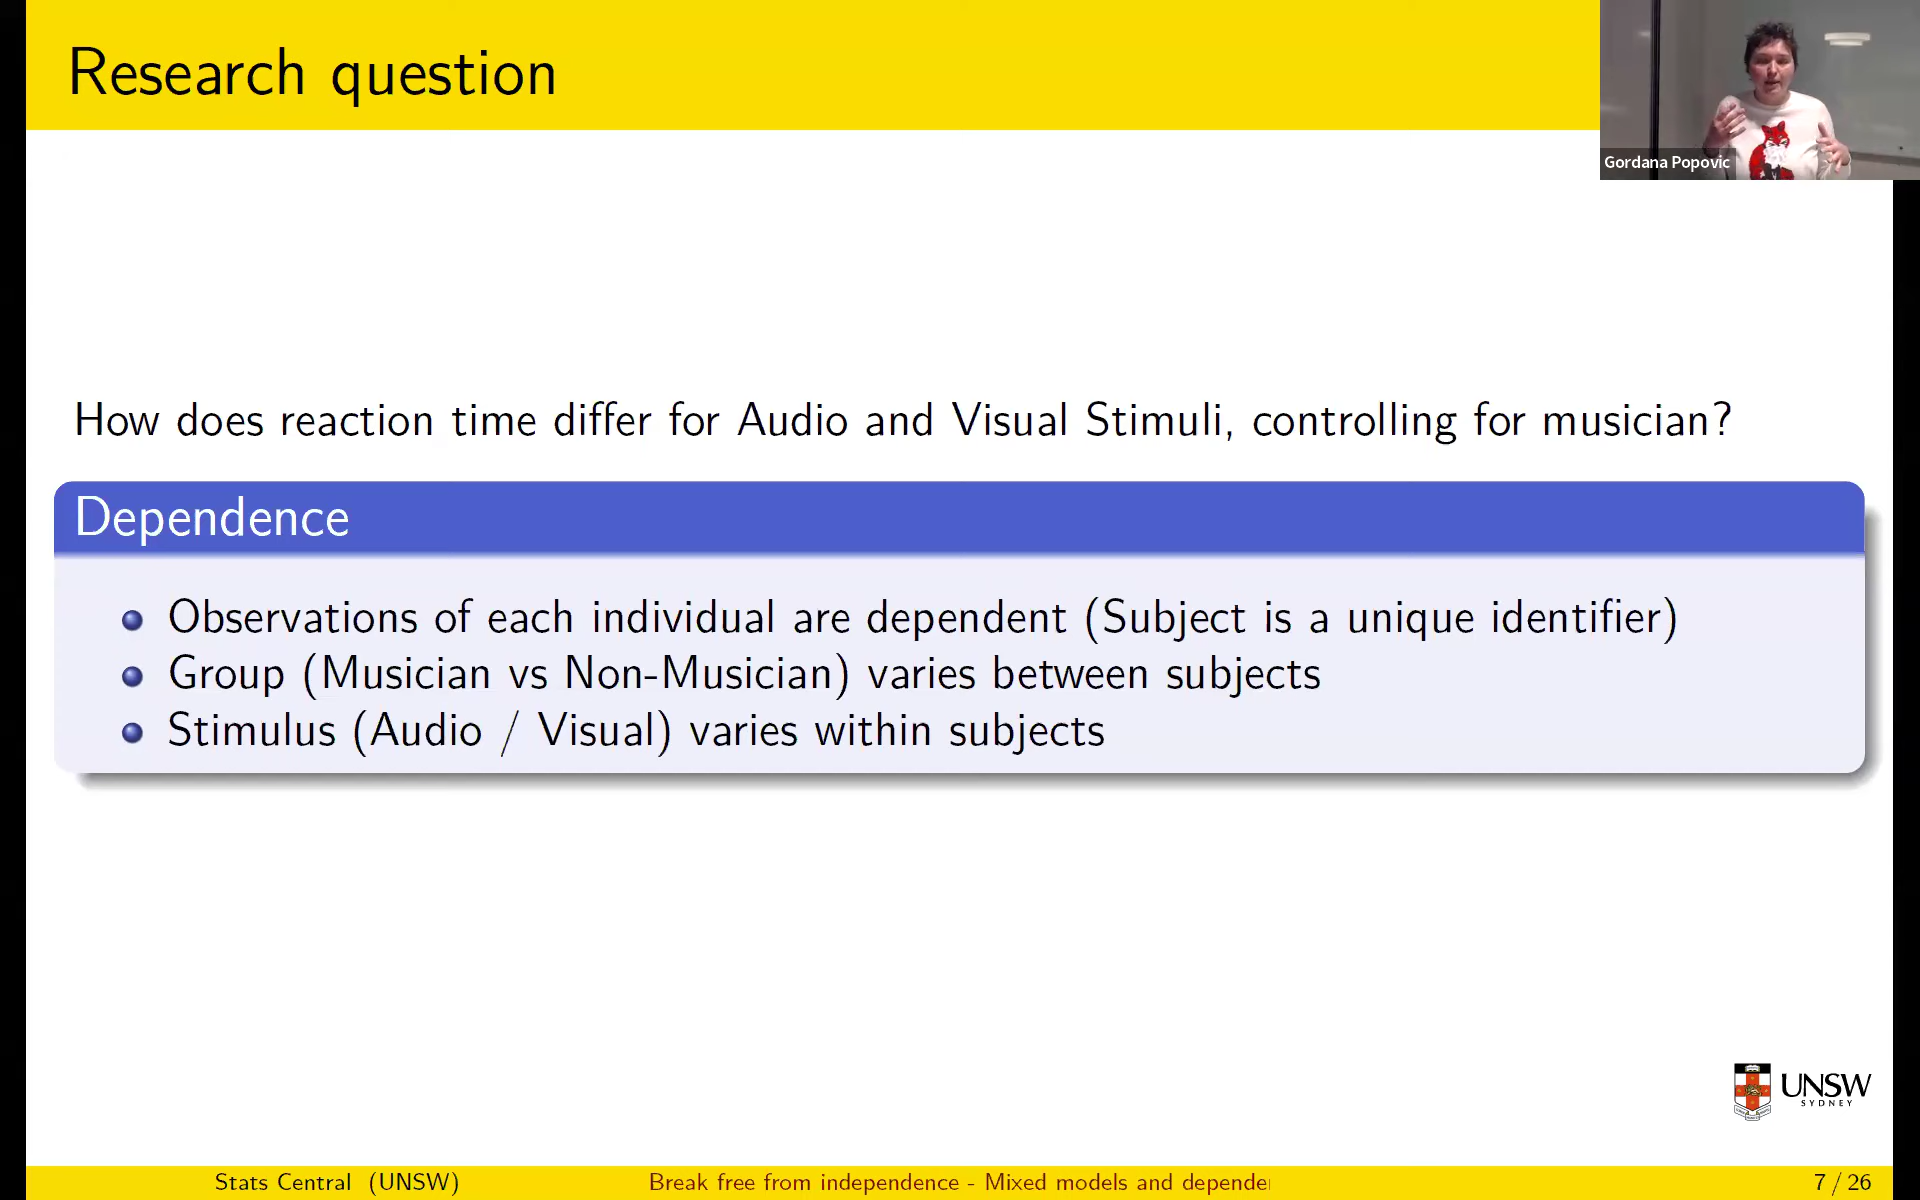 Research question
Gordana Popovic
How does reaction time differ for Audio and Visual Stimuli, controlling for musician?
Dependence
Observations of each individual are dependent (Subject is a unique identifier)
Group (Musician vs Non-Musician) varies between subjects
Stimulus (Audio / Visual) varies within subjects
UNSW
SYDNEY
Stats Central (UNSW)
Break free from independence - Mixed models and depende
7 / 26